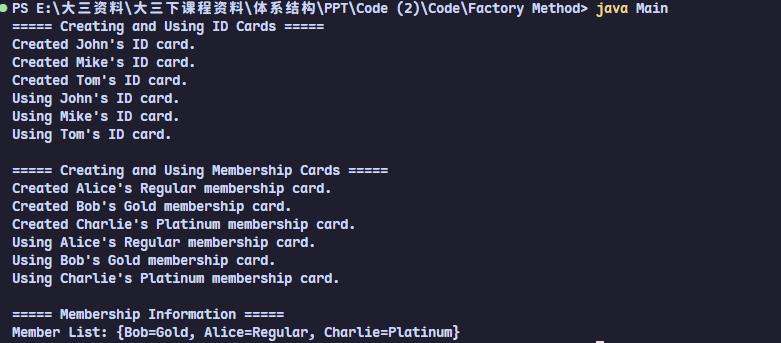 PS E:\大三资料\大三下课程资料\体系结构\PPT\Code (2)\Code\Factory Method> java Main
===== Creating and Using ID Cards =====
Created John's ID card.
Created Mike's ID card.
Created Tom's ID card.
Using John's ID card.
Using Mike's ID card.
Using Tom's ID card.

===== Creating and Using Membership Cards =====
Created Alice's Regular membership card.
Created Bob's Gold membership card.
Created Charlie's Platinum membership card.
Using Alice's Regular membership card.
Using Bob's Gold membership card.
Using Charlie's Platinum membership card.

===== Membership Information =====
Member List: {Bob=Gold, Alice=Regular, Charlie=Platinum}